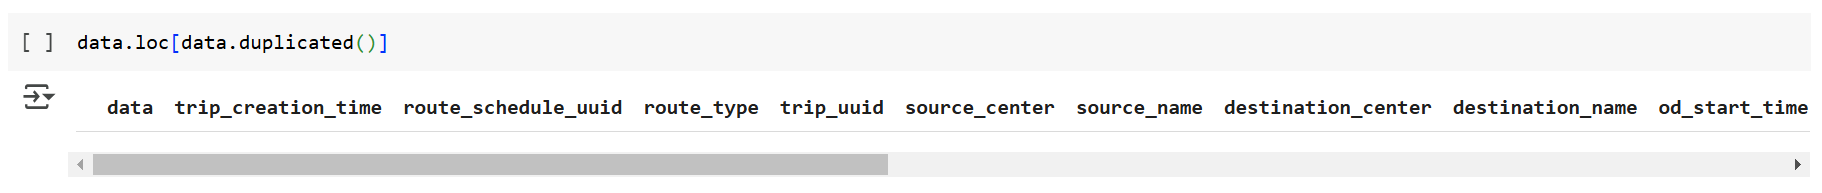 [ ] data.loc[data.duplicated()]
data trip_creation_time route_schedule_uuid route_type trip_uuid source_center source_name destination_center destination_name od_start_time